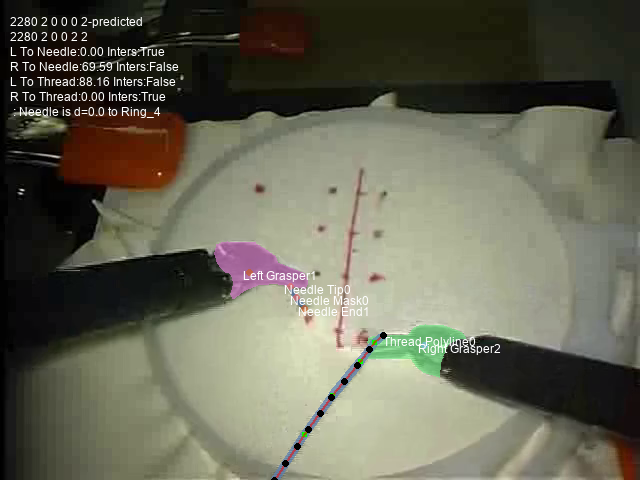 2280 2 0 0 0 2-predicted
2280 2 0 0 2 2
L To Needle:0.00 Inters:True
R To Needle:69.59 Inters:False
L To Thread:88.16 Inters:False
R To Thread:0.00 Inters:True
: Needle is d=0.0 to Ring_4
Left Grasper1
Needle Tip0
Needle Mask0
Needle End1
Thread Polyline0
Right Grasper2